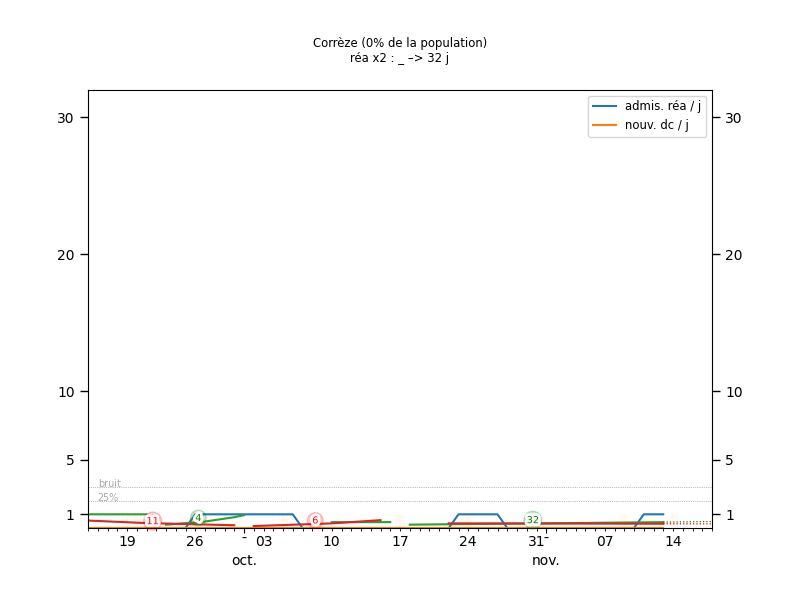 Corrèze (0% de la population)
réa x2 : _ –> 32 j
admis. réa / j
nouv. dc / j
30 30
20 20
10 10
5 5
bruit
25%
1 11 4 6 32 1
19 26 - 03 10 17 24 31 - 07 14
oct. nov.